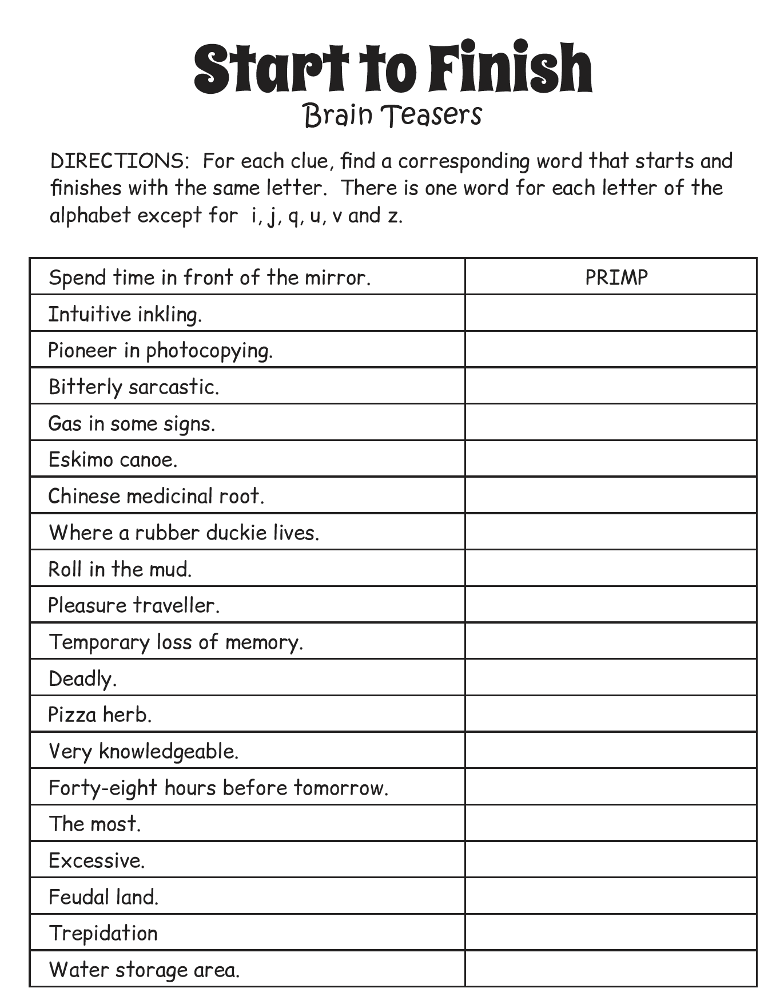 Start to Finish
Brain Teasers
DIRECTIONS: For each clue, find a corresponding word that starts and
finishes with the same letter. There is one word for each letter of the
alphabet except for i, j, q, u, v and z.
Spend time in front of the mirror. PRIMP
Intuitive inkling.
Pioneer in photocopying.
Bitterly sarcastic.
Gas in some signs.
Eskimo canoe.
Chinese medicinal root.
Where a rubber duckie lives.
Roll in the mud.
Pleasure traveller.
Temporary loss of memory.
Deadly.
Pizza herb.
Very knowledgeable.
Forty-eight hours before tomorrow.
The most.
Excessive.
Feudal land.
Trepidation
Water storage area.